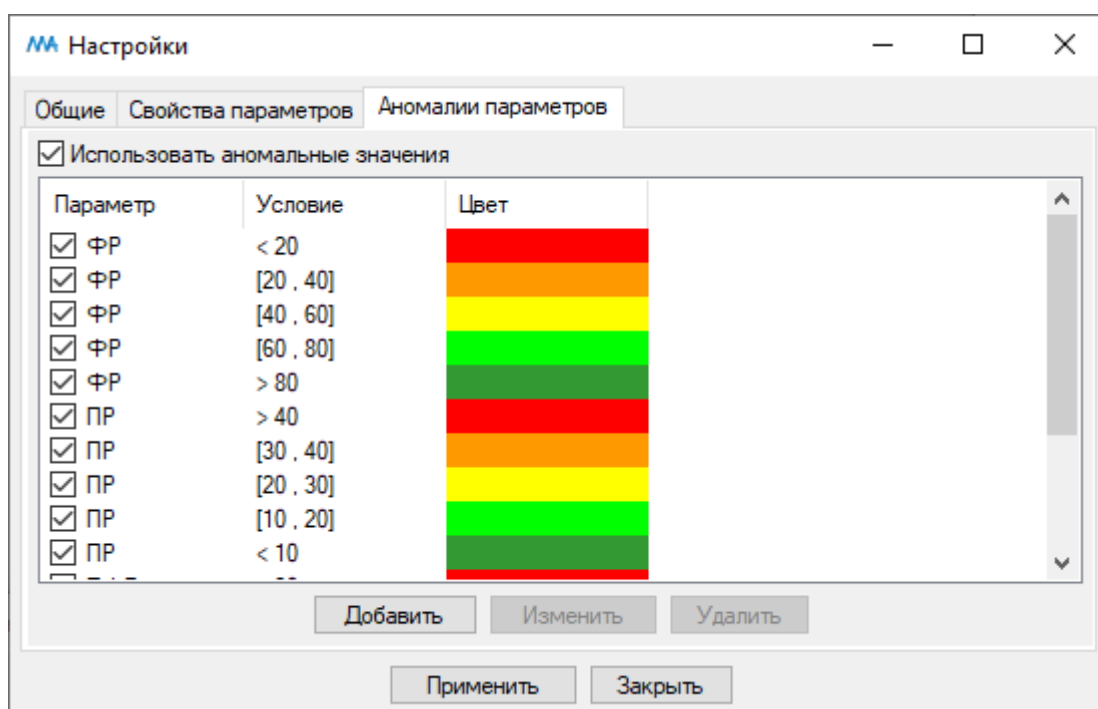 Настройки
Общие Свойства параметров Аномалии параметров
Использовать аномальные значения
Параметр Условие Цвет
ФР < 20
ФР [20 , 40]
ФР [40 , 60]
ФР [60 , 80]
ФР > 80
ПР > 40
ПР [30 , 40]
ПР [20 , 30]
ПР [10 , 20]
ПР < 10
Добавить Изменить Удалить
Применить Закрыть